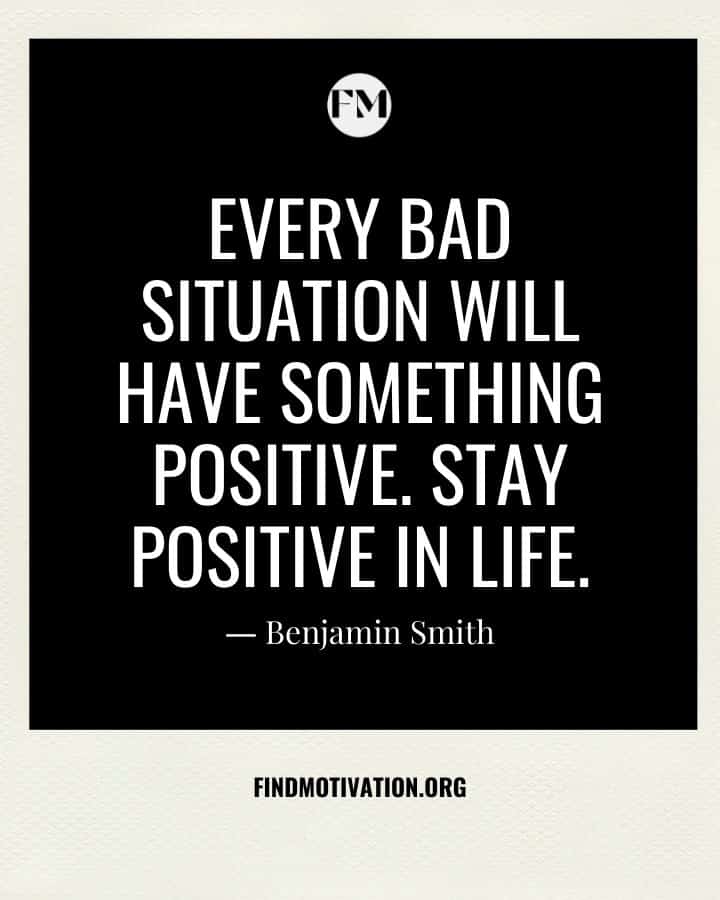 FM
EVERY BAD
SITUATION WILL
HAVE SOMETHING
POSITIVE. STAY
POSITIVE IN LIFE.
— Benjamin Smith
FINDMOTIVATION.ORG